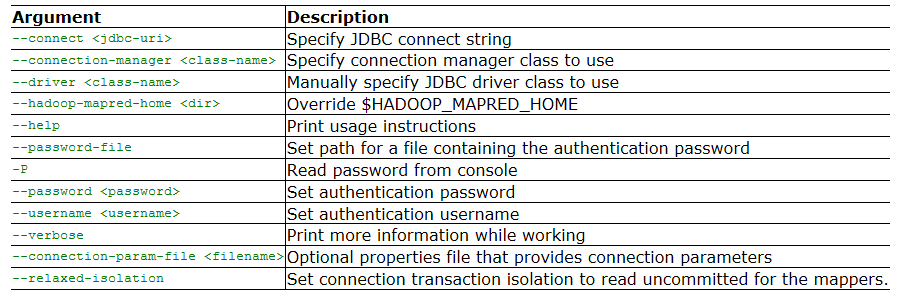 Argument Description
--connect <jdbc-uri> Specify JDBC connect string
--connection-manager <class-name> Specify connection manager class to use
--driver <class-name> Manually specify JDBC driver class to use
--hadoop-mapred-home <dir> Override $HADOOP_MAPRED_HOME
--help Print usage instructions
--password-file Set path for a file containing the authentication password
-P Read password from console
--password <password> Set authentication password
--username <username> Set authentication username
--verbose Print more information while working
--connection-param-file <filename> Optional properties file that provides connection parameters
--relaxed-isolation Set connection transaction isolation to read uncommitted for the mappers.